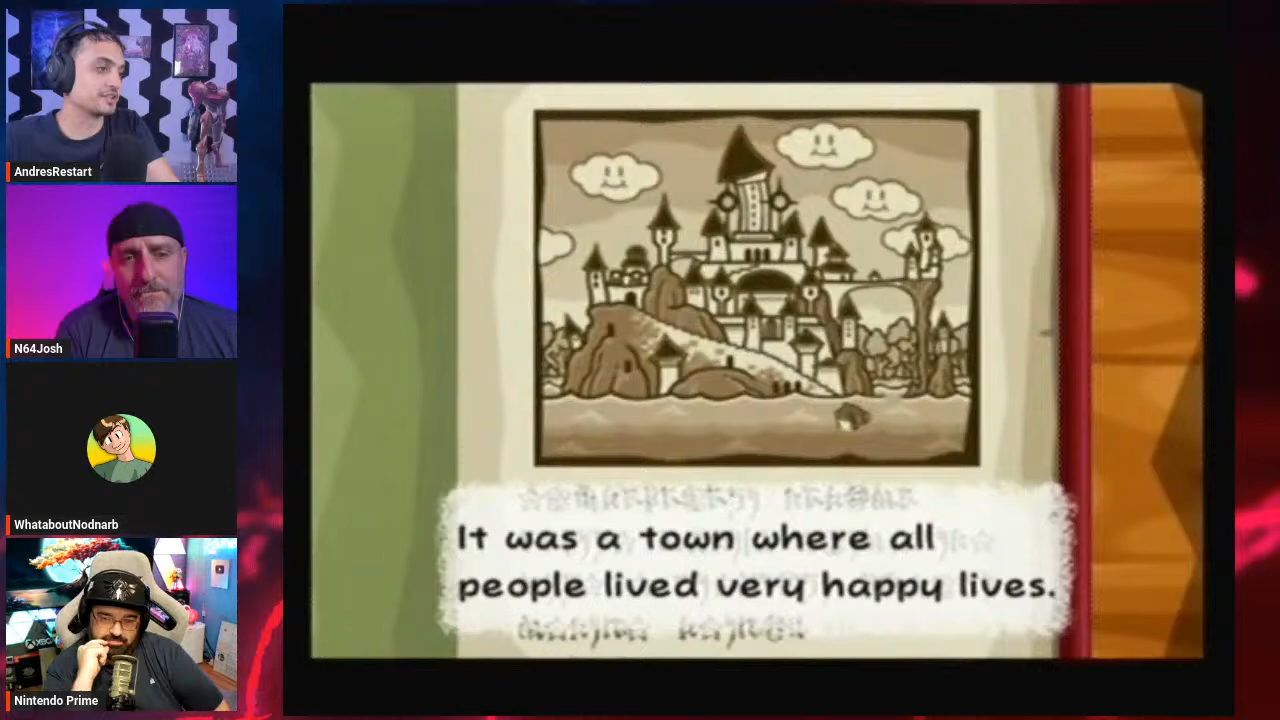 AndresRestart
N64Josh
WhataboutNodnarb
Nintendo Prime
It was a town where all
people lived very happy lives.